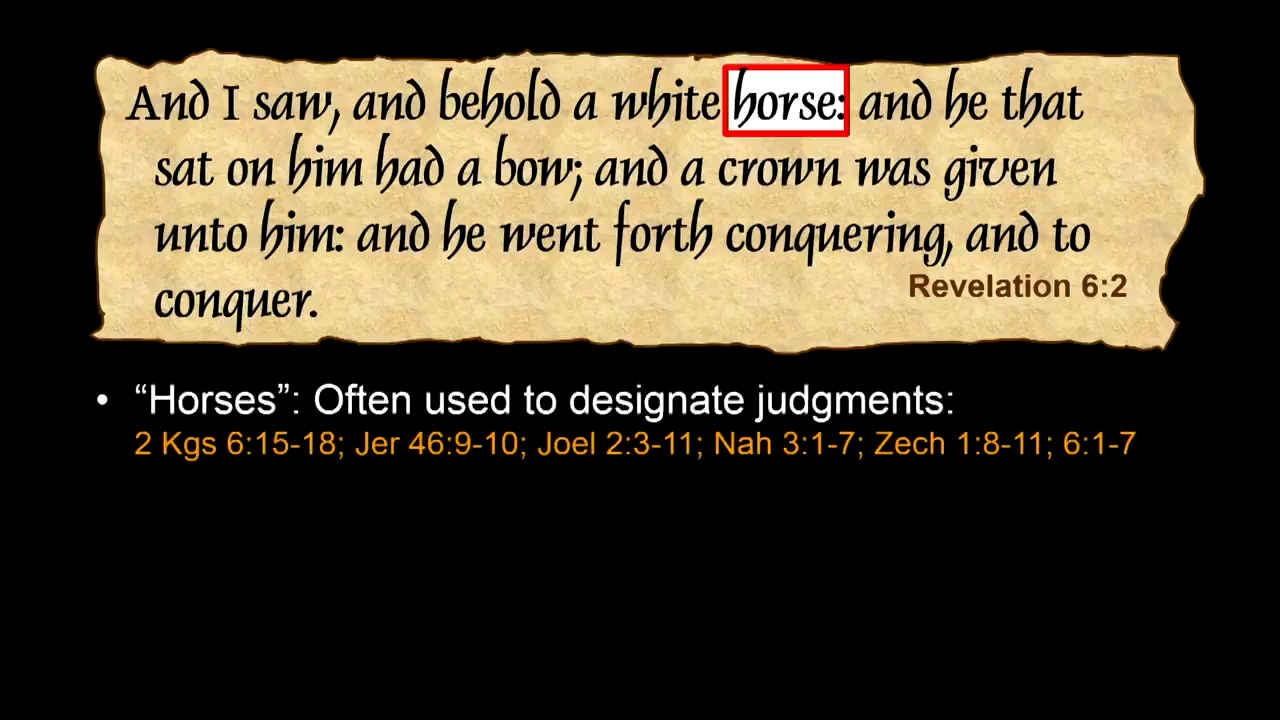 And I saw, and behold a white horse: and he that
sat on him had a bow; and a crown was given
unto him: and he went forth conquering, and to
conquer.
Revelation 6:2
• “Horses”: Often used to designate judgments:
2 Kgs 6:15-18; Jer 46:9-10; Joel 2:3-11; Nah 3:1-7; Zech 1:8-11; 6:1-7